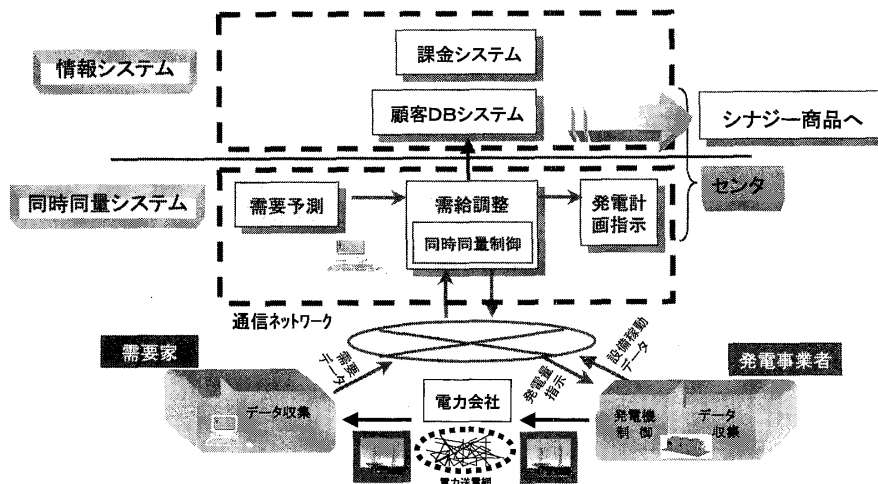 課金システム
情報システム
顧客DBシステム
シナジー商品へ
センタ
同時同量システム
需要予測
需給調整
同時同量制御
発電計
画指示
通信ネットワーク
需要家
需要
データ
発電量
指示
設備稼動
データ
発電事業者
データ収集
電力会社
発電機
制御
データ
収集
電力送電網